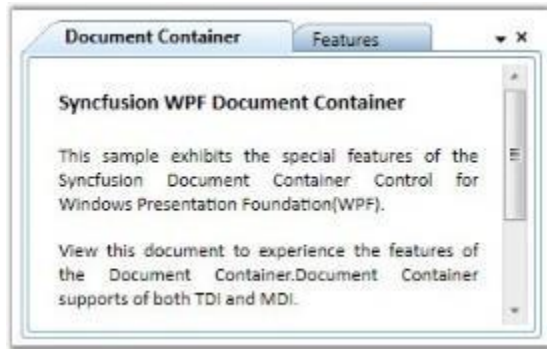 Document Container
Features
Syncfusion WPF Document Container
This sample exhibits the special features of the
Syncfusion Document Container Control for
Windows Presentation Foundation(WPF).
View this document to experience the features of
the Document Container.Document Container
supports of both TDI and MDI.